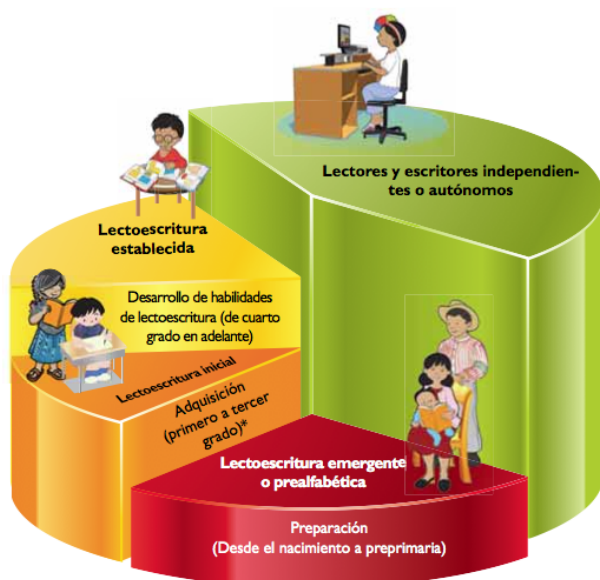 Lectores y escritores independien-
tes o autónomos
Lectoescritura
establecida
Desarrollo de habilidades
de lectoescritura (de cuarto
grado en adelante)
Lectoescritura inicial
Adquisición
(primero a tercer
grado)*
Lectoescritura emergente
o prealfabética
Preparación
(Desde el nacimiento a preprimaria)